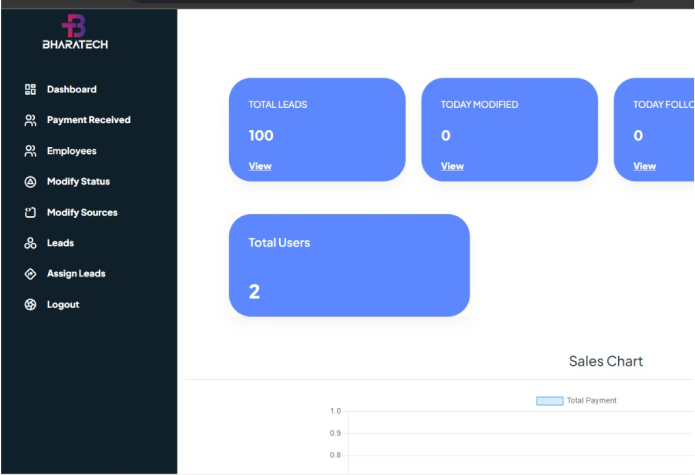 BHARATECH
Dashboard
Payment Received
Employees
Modify Status
Modify Sources
Leads
Assign Leads
Logout
TOTAL LEADS
100
View
TODAY MODIFIED
0
View
TODAY FOLLO
0
View
Total Users
2
Sales Chart
Total Payment
1.0
0.9
0.8